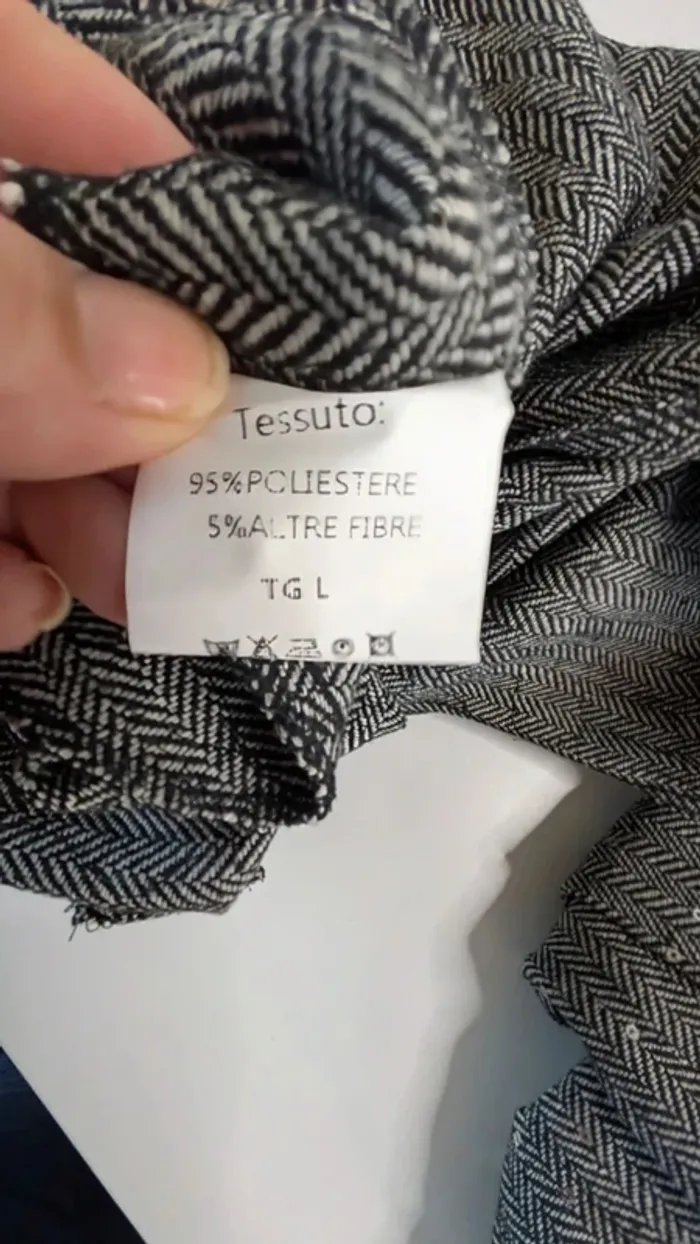 Tessuto:
95%POLIESTERE
5%ALTRE FIBRE
TG L